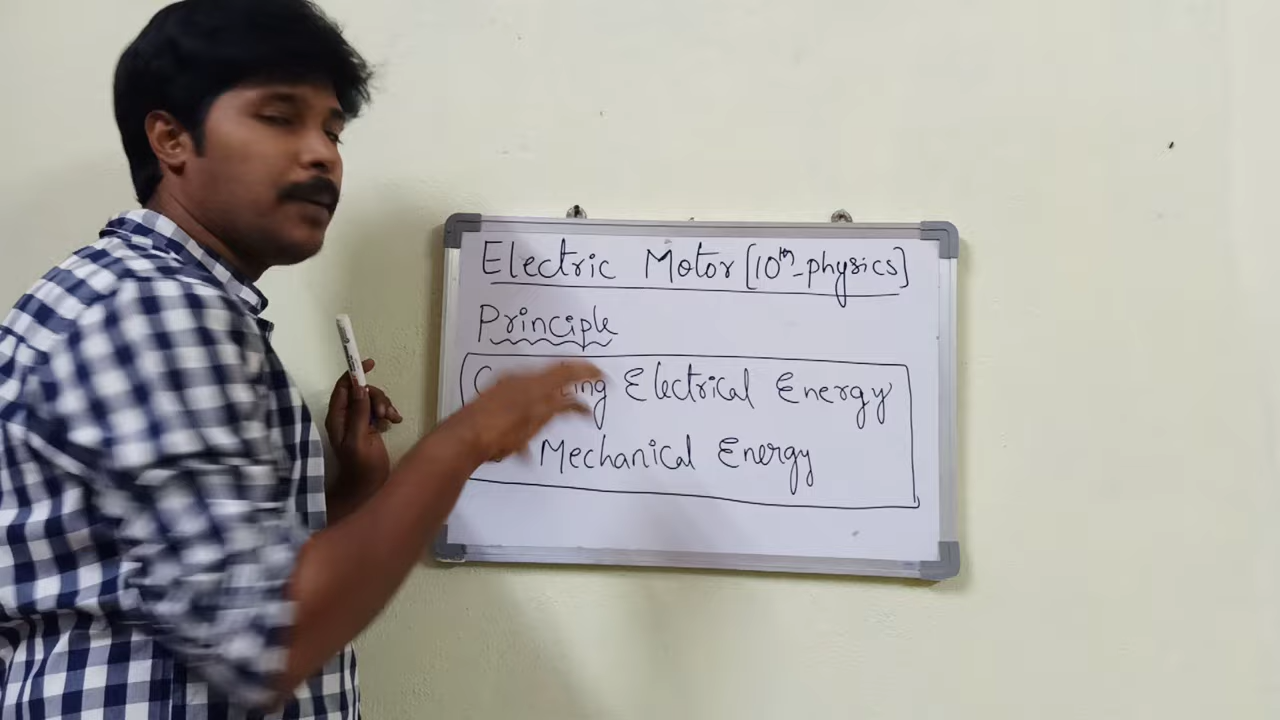 Electric Motor [10th-physics]
Principle
Electrical Energy
Mechanical Energy